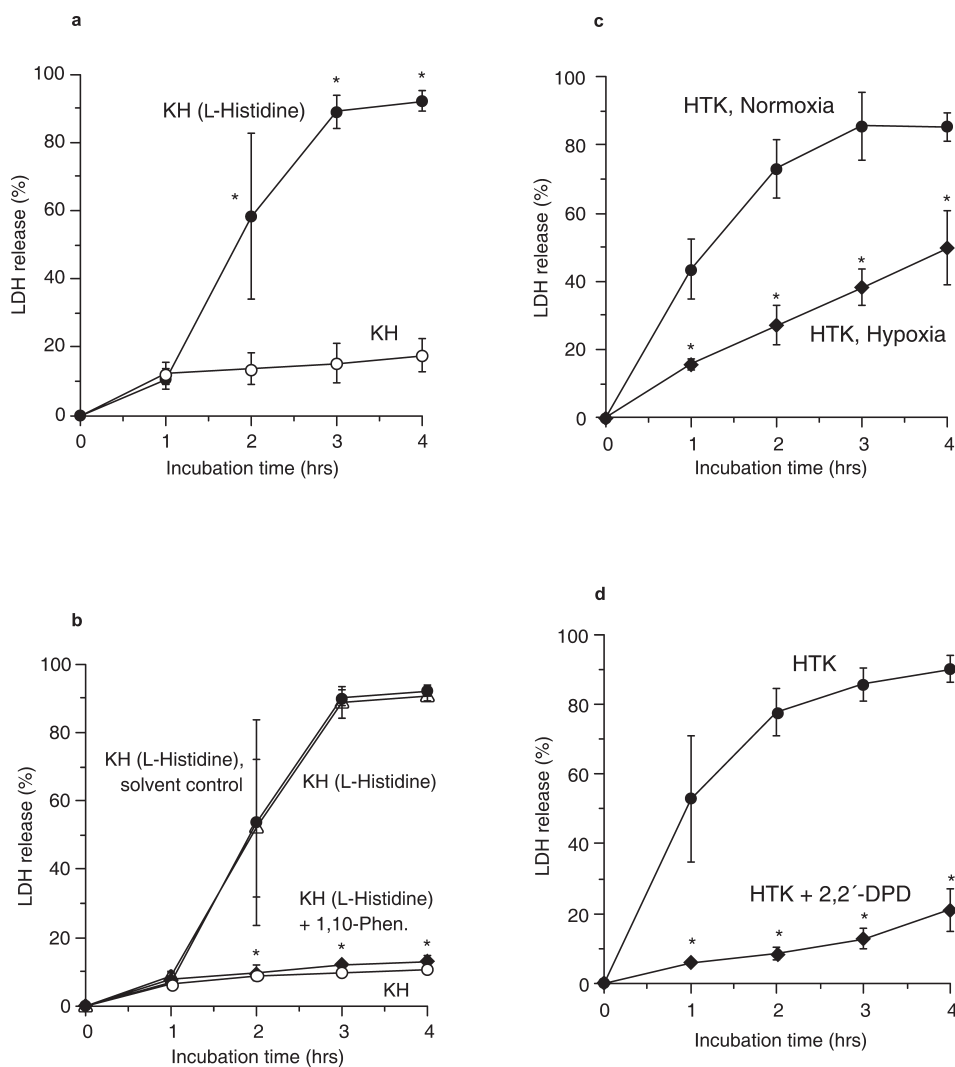 a
100
80
60
40
20
0
LDH release (%)
KH (L-Histidine)
*
*
*
KH
0 1 2 3 4
Incubation time (hrs)
c
100
80
60
40
20
0
LDH release (%)
HTK, Normoxia
*
*
*
*
HTK, Hypoxia
0 1 2 3 4
Incubation time (hrs)
b
100
80
60
40
20
0
LDH release (%)
KH (L-Histidine),
solvent control
KH (L-Histidine)
KH (L-Histidine)
+ 1,10-Phen.
*
*
*
KH
0 1 2 3 4
Incubation time (hrs)
d
100
80
60
40
20
0
LDH release (%)
HTK
HTK + 2,2´-DPD
*
*
*
*
0 1 2 3 4
Incubation time (hrs)